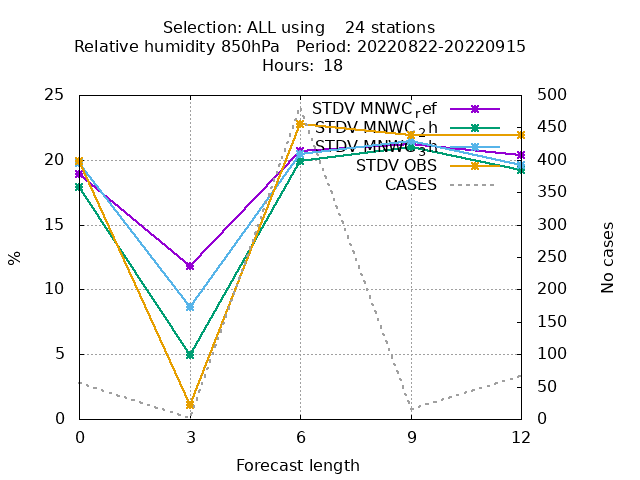 Selection: ALL using    24 stations
Relative humidity 850hPa   Period: 20220822-20220915
Hours: 18
25
20
15
10
5
0
%
500
450
400
350
300
250
200
150
100
50
0
No cases
STDV MNWC_ref
STDV MNWC_2h
STDV MNWC_3h
STDV OBS
CASES
0 3 6 9 12
Forecast length